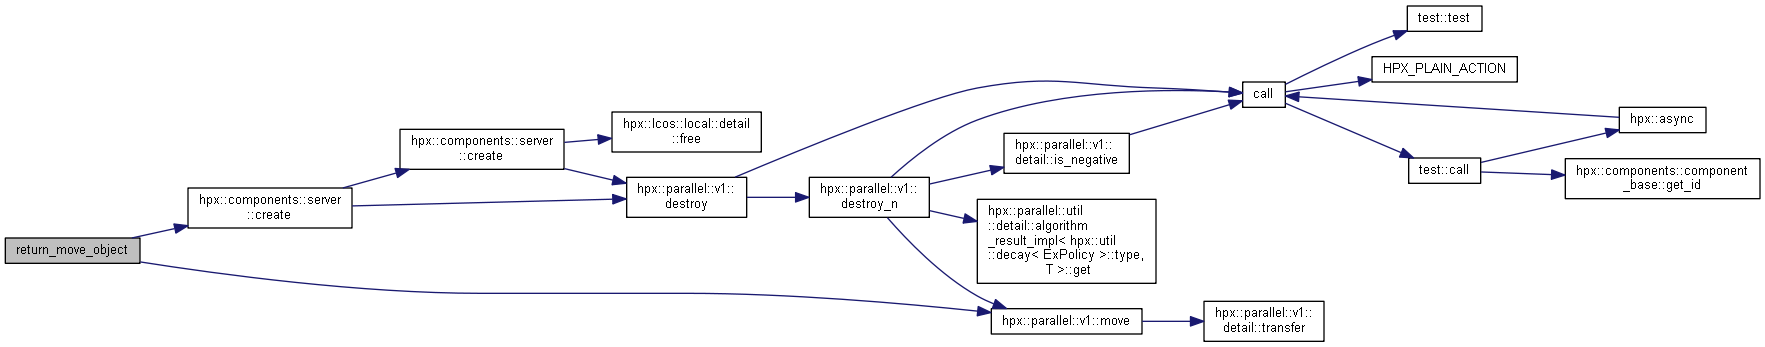 return_move_object
hpx::components::server
::create
hpx::components::server
::create
hpx::lcos::local::detail
::free
hpx::parallel::v1::
destroy
hpx::parallel::v1::
destroy_n
hpx::parallel::v1::
detail::is_negative
hpx::parallel::util
::detail::algorithm
_result_impl< hpx::util
::decay< ExPolicy >::type,
T >::get
hpx::parallel::v1::move
call
hpx::parallel::v1::
detail::transfer
test::test
HPX_PLAIN_ACTION
test::call
hpx::async
hpx::components::component
_base::get_id